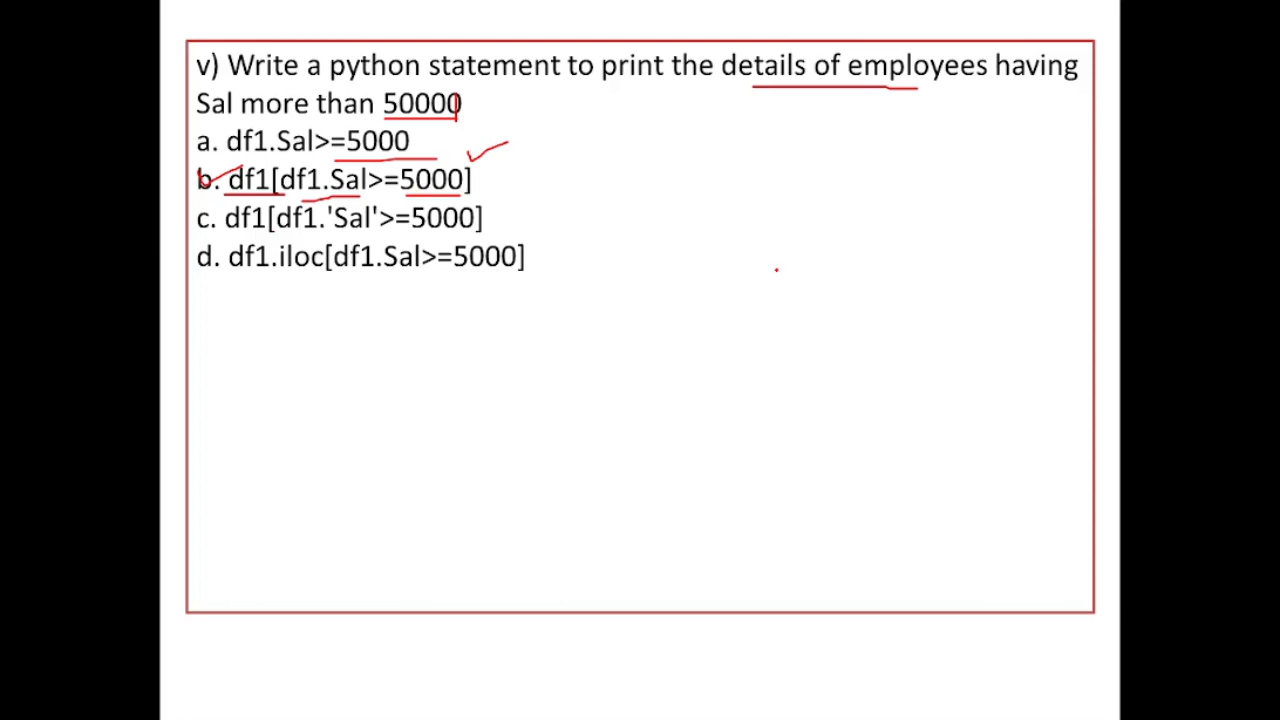 v) Write a python statement to print the details of employees having
Sal more than 50000
a. df1.Sal>=5000
b. df1[df1.Sal>=5000]
c. df1[df1.'Sal'>=5000]
d. df1.iloc[df1.Sal>=5000]